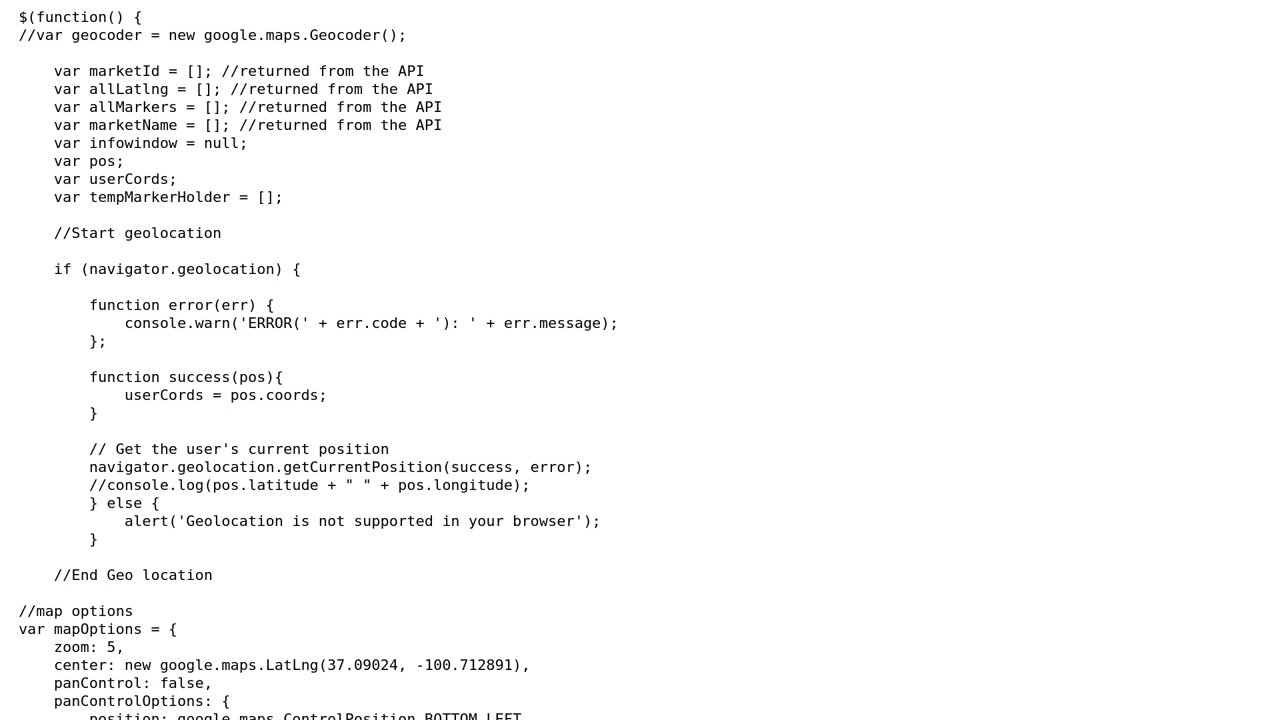 $(function() {
//var geocoder = new google.maps.Geocoder();
    var marketId = []; //returned from the API
    var allLatlng = []; //returned from the API
    var allMarkers = []; //returned from the API
    var marketName = []; //returned from the API
    var infowindow = null;
    var pos;
    var userCords;
    var tempMarkerHolder = [];
    //Start geolocation
    if (navigator.geolocation) {
        function error(err) {
            console.warn('ERROR(' + err.code + '): ' + err.message);
        };
        function success(pos){
            userCords = pos.coords;
        }
        // Get the user's current position
        navigator.geolocation.getCurrentPosition(success, error);
        //console.log(pos.latitude + " " + pos.longitude);
        } else {
            alert('Geolocation is not supported in your browser');
        }
    //End Geo location
//map options
var mapOptions = {
    zoom: 5,
    center: new google.maps.LatLng(37.09024, -100.712891),
    panControl: false,
    panControlOptions: {
        position: google.maps.ControlPosition.BOTTOM_LEFT